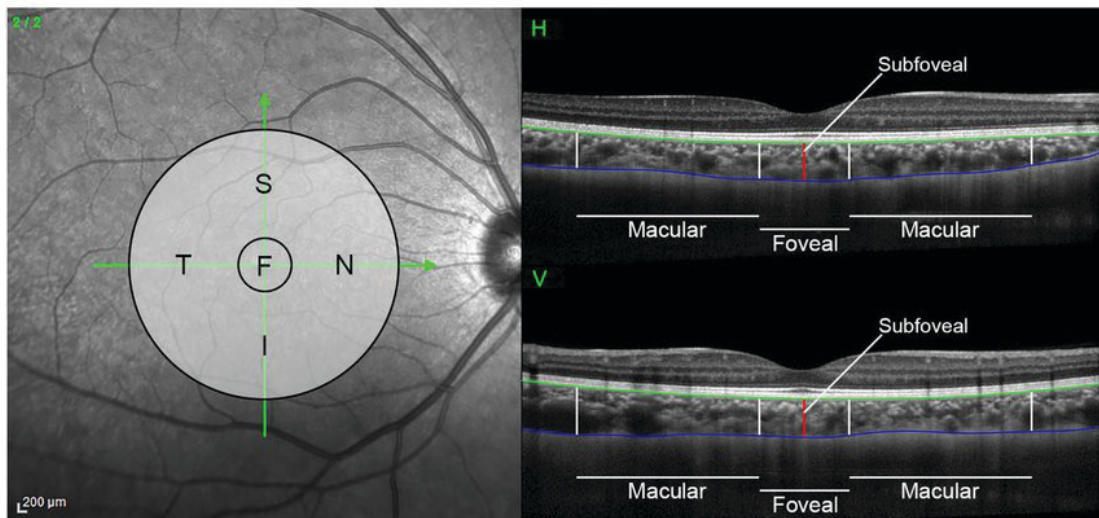 2 / 2
S
T F N
I
200 µm
H
Subfoveal
Macular Macular
Foveal
V
Subfoveal
Macular Macular
Foveal